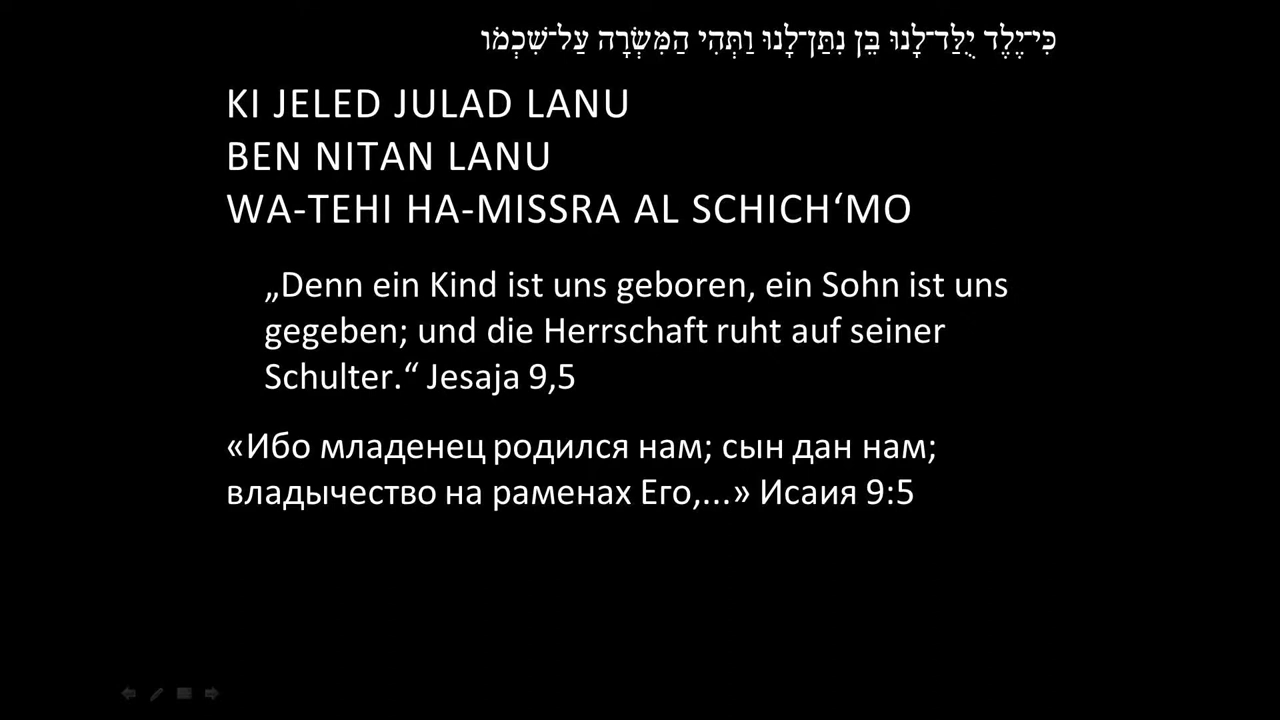 כִּי־יֶלֶד יֻלַּד־לָנוּ בֵּן נִתַּן־לָנוּ וַתְּהִי הַמִּשְׂרָה עַל־שִׁכְמֹו
KI JELED JULAD LANU
BEN NITAN LANU
WA-TEHI HA-MISSRA AL SCHICH‘MO
„Denn ein Kind ist uns geboren, ein Sohn ist uns
gegeben; und die Herrschaft ruht auf seiner
Schulter.“ Jesaja 9,5
«Ибо младенец родился нам; сын дан нам;
владычество на раменах Его,...» Исаия 9:5